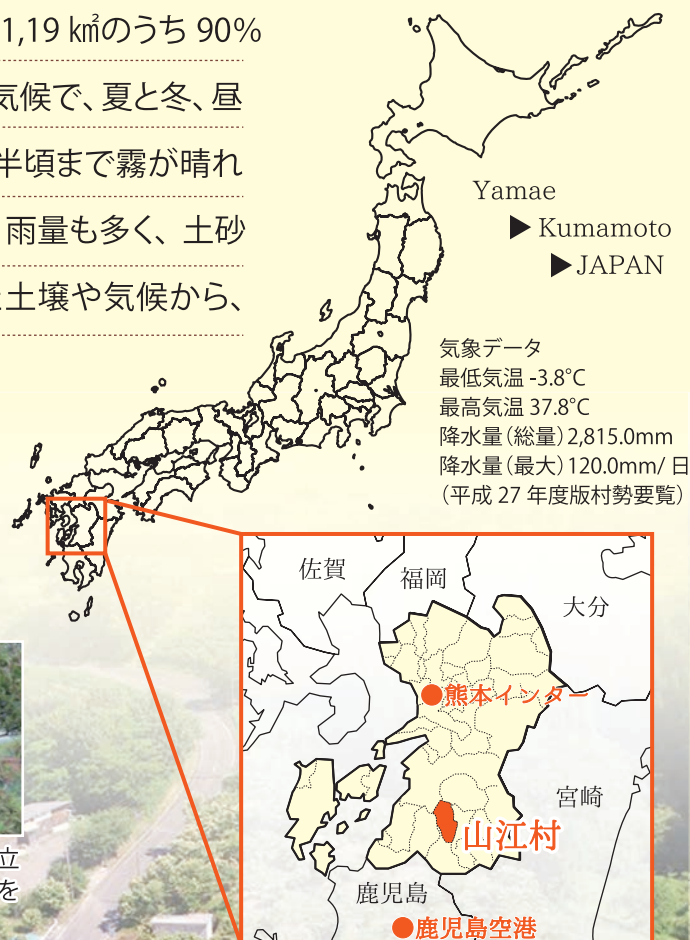 1,19 ㎢のうち 90%
気候で、夏と冬、昼
半頃まで霧が晴れ
雨量も多く、土砂
土壌や気候から、
Yamae
▶ Kumamoto
▶JAPAN
気象データ
最低気温 -3.8℃
最高気温 37.8℃
降水量（総量）2,815.0mm
降水量（最大）120.0mm/ 日
（平成 27 年度版村勢要覧）
佐賀
福岡
大分
熊本インター
宮崎
山江村
鹿児島
鹿児島空港
立
を